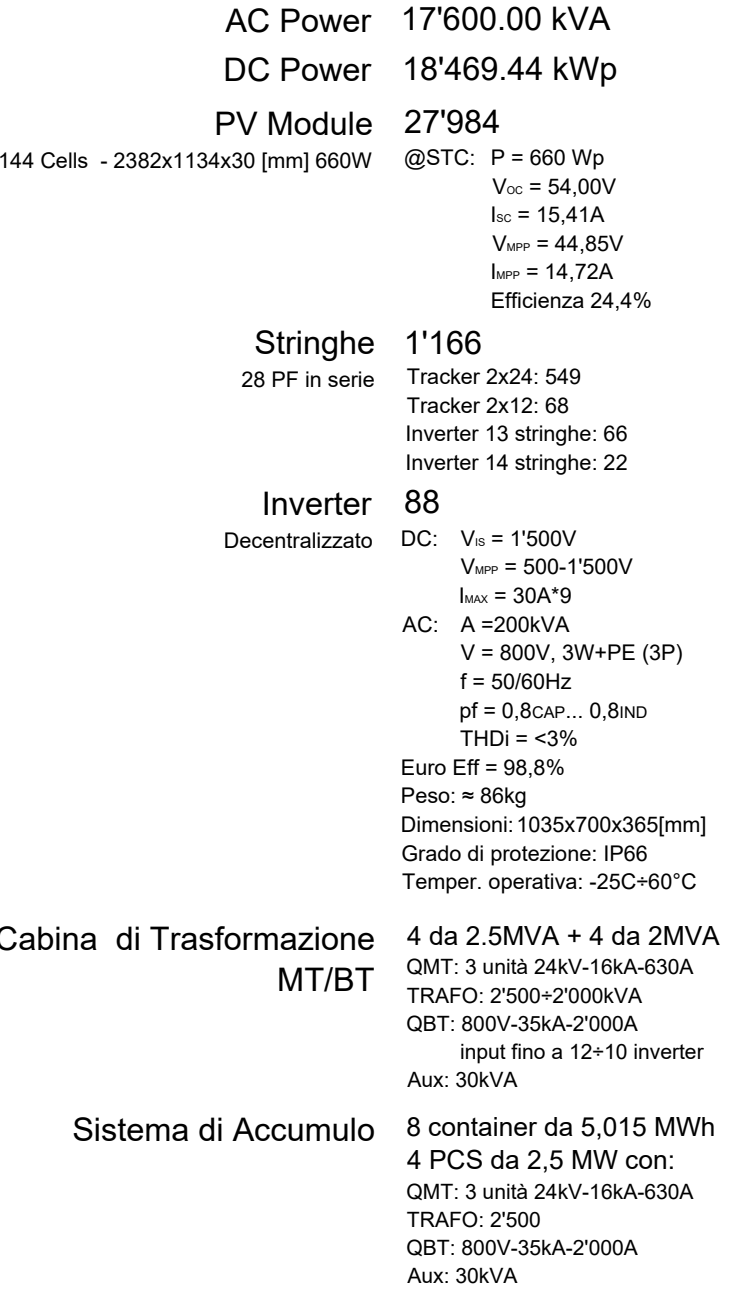 AC Power 17'600.00 kVA
DC Power 18'469.44 kWp
PV Module 27'984
144 Cells - 2382x1134x30 [mm] 660W @STC: P = 660 Wp
VOC = 54,00V
ISC = 15,41A
VMPP = 44,85V
IMPP = 14,72A
Efficienza 24,4%
Stringhe 1'166
28 PF in serie Tracker 2x24: 549
Tracker 2x12: 68
Inverter 13 stringhe: 66
Inverter 14 stringhe: 22
Inverter 88
Decentralizzato DC: VIS = 1'500V
VMPP = 500-1'500V
IMAX = 30A*9
AC: A =200kVA
V = 800V, 3W+PE (3P)
f = 50/60Hz
pf = 0,8CAP... 0,8IND
THDi = <3%
Euro Eff = 98,8%
Peso: ≈ 86kg
Dimensioni: 1035x700x365[mm]
Grado di protezione: IP66
Temper. operativa: -25C÷60°C
Cabina di Trasformazione 4 da 2.5MVA + 4 da 2MVA
MT/BT QMT: 3 unità 24kV-16kA-630A
TRAFO: 2'500÷2'000kVA
QBT: 800V-35kA-2'000A
input fino a 12÷10 inverter
Aux: 30kVA
Sistema di Accumulo 8 container da 5,015 MWh
4 PCS da 2,5 MW con:
QMT: 3 unità 24kV-16kA-630A
TRAFO: 2'500
QBT: 800V-35kA-2'000A
Aux: 30kVA